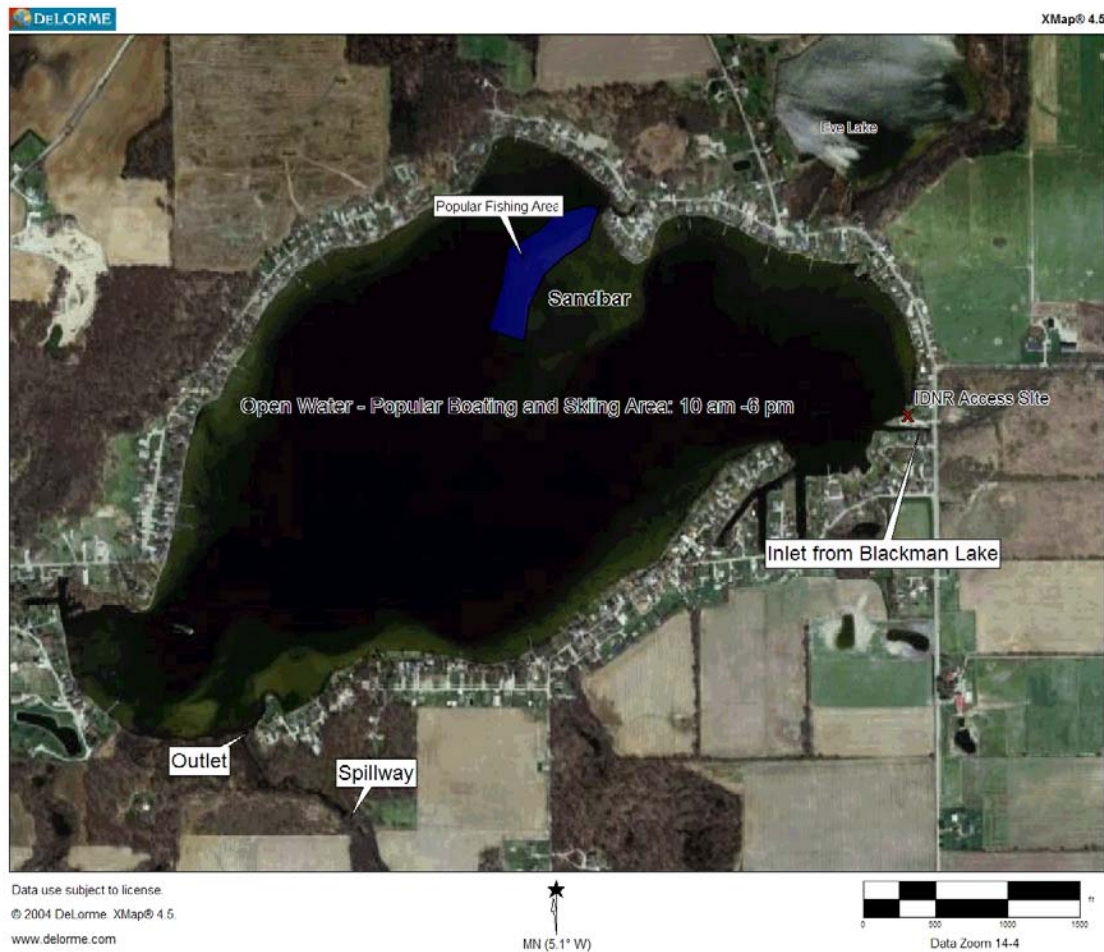 DELORME
XMap® 4.5
Eve Lake
Popular Fishing Area
Sandbar
Open Water - Popular Boating and Skiing Area: 10 am -6 pm
IDNR Access Site
X
Inlet from Blackman Lake
Outlet
Spillway
Data use subject to license.
© 2004 DeLorme. XMap® 4.5.
www.delorme.com
MN (5.1° W)
ft
0 500 1000 1500
Data Zoom 14-4